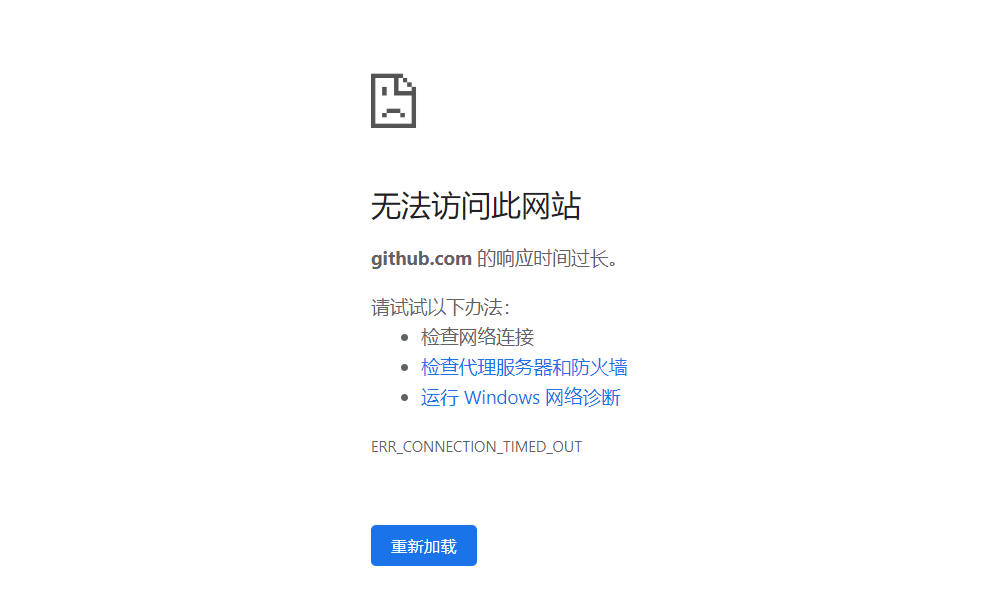 无法访问此网站
github.com 的响应时间过长。
请试试以下办法：
检查网络连接
检查代理服务器和防火墙
运行 Windows 网络诊断
ERR_CONNECTION_TIMED_OUT
重新加载